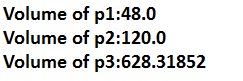 Volume of p1:48.0
Volume of p2:120.0
Volume of p3:628.31852